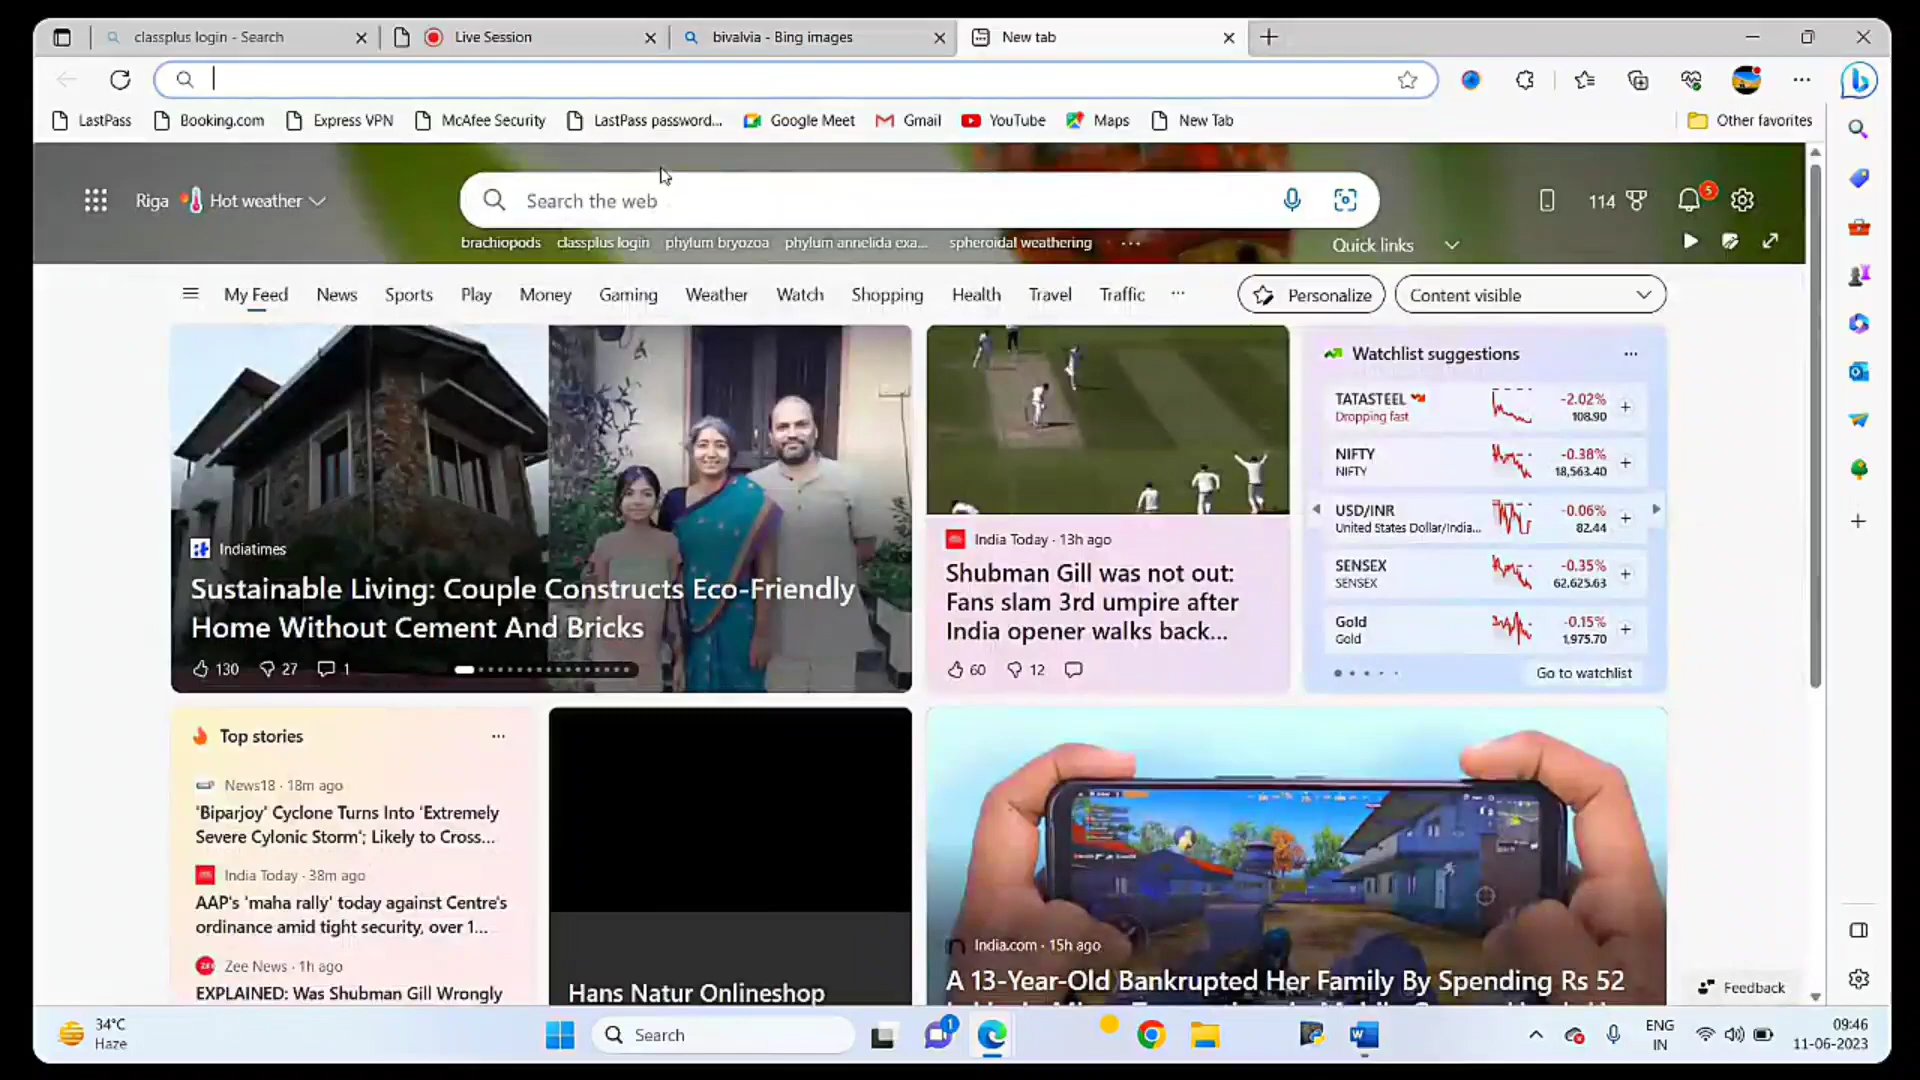 classplus login - Search
Live Session
bivalvia - Bing images
New tab
LastPass
Booking.com
Express VPN
McAfee Security
LastPass password...
Google Meet
Gmail
YouTube
Maps
New Tab
Other favorites
Riga
Hot weather
Search the web
114
5
brachiopods
classplus login
phylum bryozoa
phylum annelida exa...
spheroidal weathering
Quick links
My Feed
News
Sports
Play
Money
Gaming
Weather
Watch
Shopping
Health
Travel
Traffic
Personalize
Content visible
Indiatimes
Sustainable Living: Couple Constructs Eco-Friendly
Home Without Cement And Bricks
130
27
1
India Today · 13h ago
Shubman Gill was not out:
Fans slam 3rd umpire after
India opener walks back...
60
12
Watchlist suggestions
TATASTEEL
-2.02%
Dropping fast
108.90
NIFTY
-0.38%
NIFTY
18,563.40
USD/INR
-0.06%
United States Dollar/India...
82.44
SENSEX
-0.35%
SENSEX
62,625.63
Gold
-0.15%
Gold
1,975.70
Go to watchlist
Top stories
News18 · 18m ago
'Biparjoy' Cyclone Turns Into 'Extremely
Severe Cylonic Storm'; Likely to Cross...
India Today · 38m ago
AAP's 'maha rally' today against Centre's
ordinance amid tight security, over 1...
Zee News · 1h ago
EXPLAINED: Was Shubman Gill Wrongly
Hans Natur Onlineshop
India.com · 15h ago
A 13-Year-Old Bankrupted Her Family By Spending Rs 52
Feedback
34°C
Haze
Search
1
ENG
IN
09:46
11-06-2023